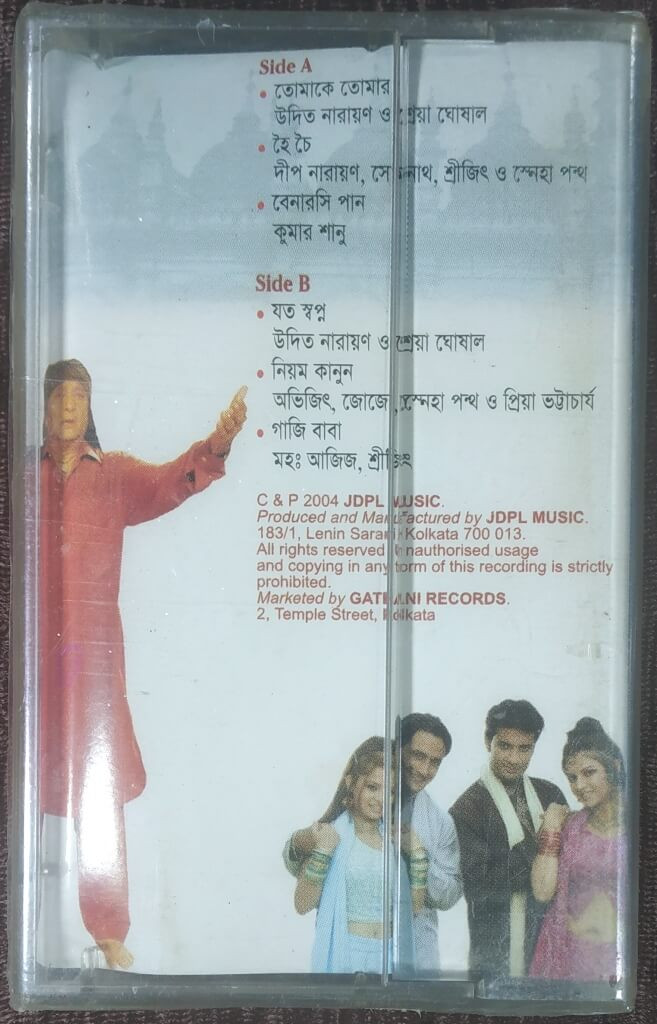 Side A
• তোমাকে তোমার
উদিত নারায়ণ ও শ্রেয়া ঘোষাল
• হৈ চৈ
দীপ নারায়ণ, শ্রীজিৎ ও স্নেহা পন্থ
• বেনারসি পান
কুমার শানু
Side B
• যত স্বপ্ন
উদিত নারায়ণ ও শ্রেয়া ঘোষাল
• নিয়ম কানুন
অভিজিৎ, জোজো, স্নেহা পন্থ ও প্রিয়া ভট্টাচার্য
• গাজি বাবা
মহঃ আজিজ, শ্রীজিৎ
C & P 2004 JDPL MUSIC.
Produced and Manufactured by JDPL MUSIC.
183/1, Lenin Sarani Kolkata 700 013.
All rights reserved Unauthorised usage
and copying in any form of this recording is strictly
prohibited.
Marketed by GATHANI RECORDS.
2, Temple Street, Kolkata